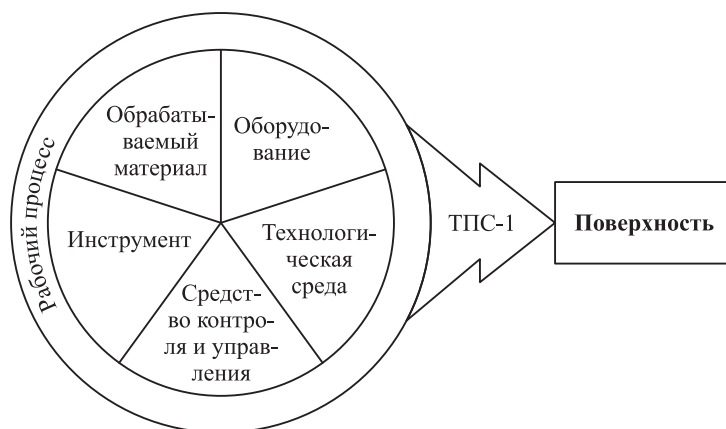 Рабочий процесс
Обрабаты-
ваемый
материал
Оборудо-
вание
Инструмент
Технологи-
ческая
среда
Средст-
во контро-
ля и управ-
ления
ТПС-1
Поверхность